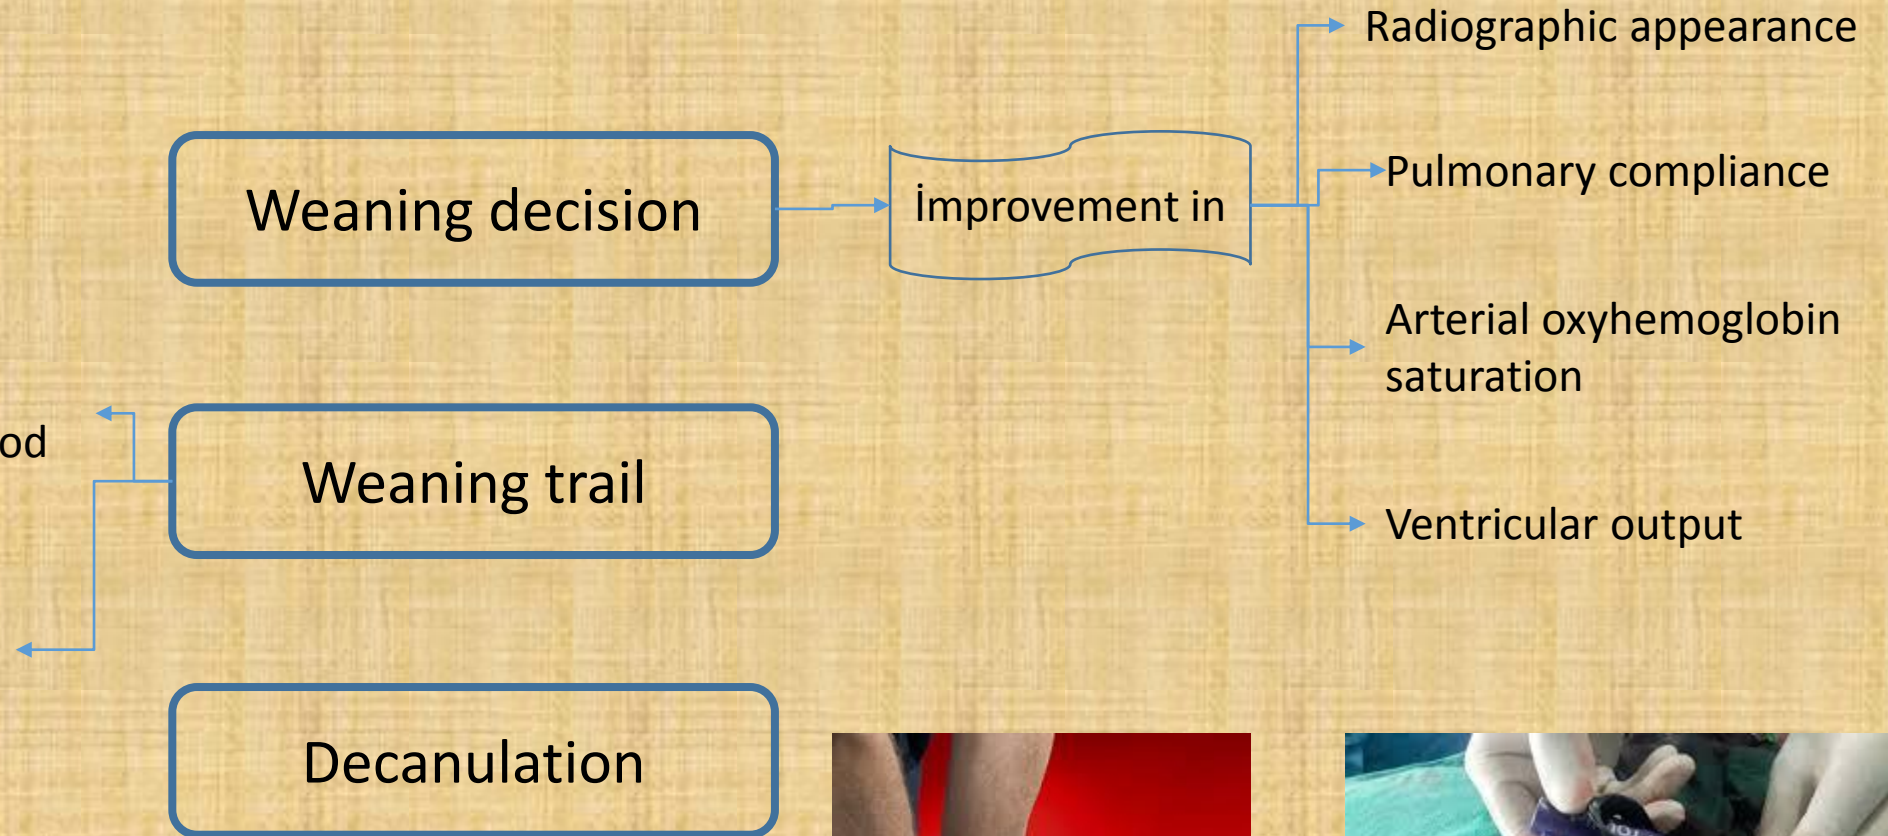 Radiographic appearance
Weaning decision
İmprovement in
Pulmonary compliance
Arterial oxyhemoglobin
saturation
od
Weaning trail
Ventricular output
Decanulation